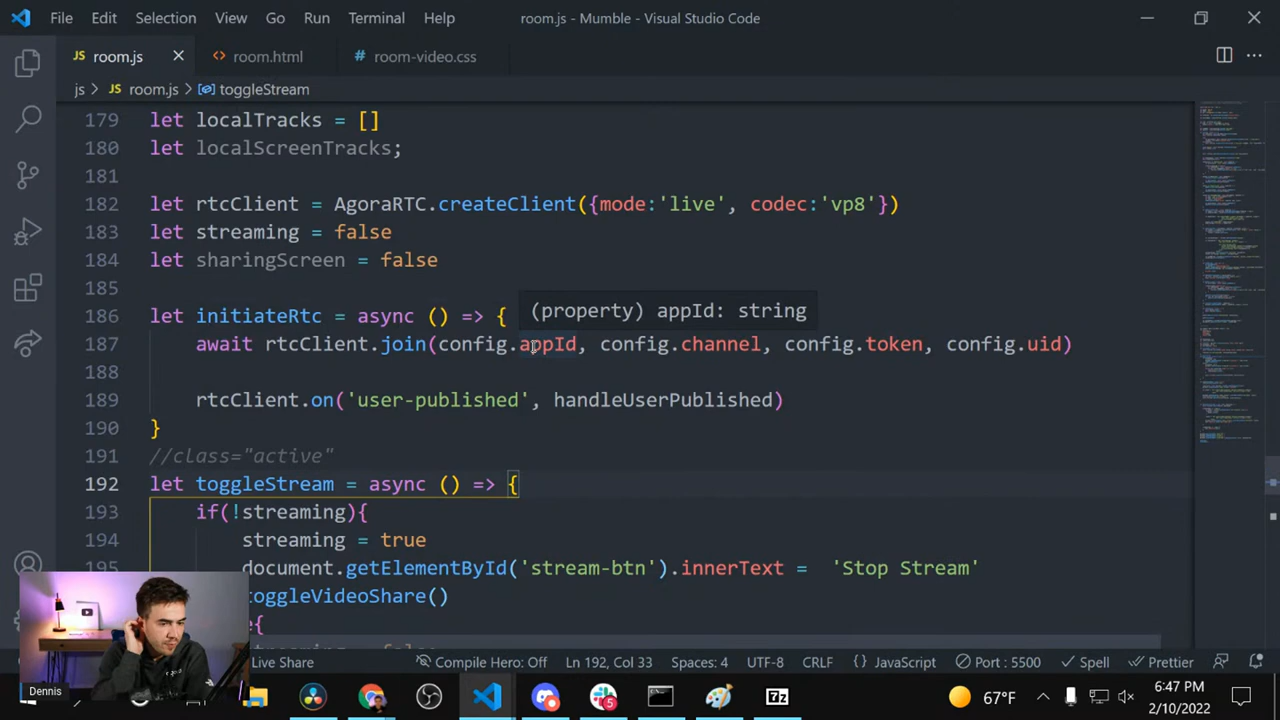 File Edit Selection View Go Run Terminal Help room.js - Mumble - Visual Studio Code
JS room.js room.html # room-video.css
js > JS room.js > toggleStream
179 let localTracks = []
180 let localScreenTracks;
181
182 let rtcClient = AgoraRTC.createClient({mode:'live', codec:'vp8'})
183 let streaming = false
184 let sharingScreen = false
185
(property) appId: string
186 let initiateRtc = async () => {
187 await rtcClient.join(config.appId, config.channel, config.token, config.uid)
188
189 rtcClient.on('user-published', handleUserPublished)
190 }
191 //class="active"
192 let toggleStream = async () => {
193 if(!streaming){
194 streaming = true
195 document.getElementById('stream-btn').innerText = 'Stop Stream'
toggleVideoShare()
{
Live Share Compile Hero: Off Ln 192, Col 33 Spaces: 4 UTF-8 CRLF {} JavaScript Port : 5500 Spell Prettier
Dennis
5
7z
67°F
6:47 PM
2/10/2022